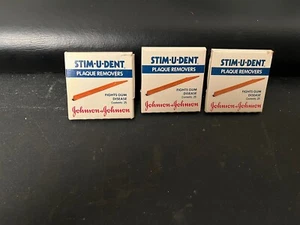 STIM·U·DENT
PLAQUE REMOVERS
FIGHTS GUM
DISEASE
Johnson & Johnson
STIM·U·DENT
PLAQUE REMOVERS
FIGHTS GUM
DISEASE
Johnson & Johnson
STIM·U·DENT
PLAQUE REMOVERS
FIGHTS GUM
DISEASE
Johnson & Johnson